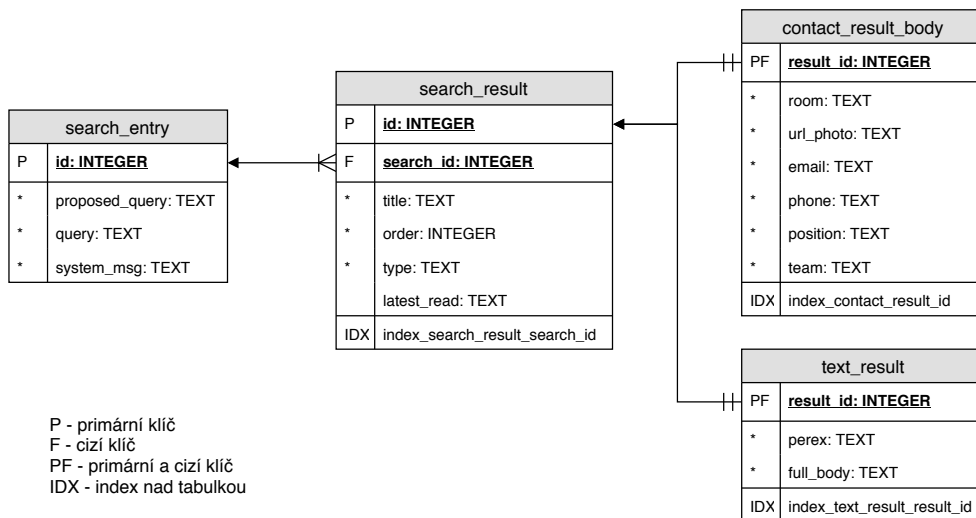 search_entry
P id: INTEGER
* proposed_query: TEXT
* query: TEXT
* system_msg: TEXT
search_result
P id: INTEGER
F search_id: INTEGER
* title: TEXT
* order: INTEGER
* type: TEXT
latest_read: TEXT
IDX index_search_result_search_id
contact_result_body
PF result_id: INTEGER
* room: TEXT
* url_photo: TEXT
* email: TEXT
* phone: TEXT
* position: TEXT
* team: TEXT
IDX index_contact_result_id
text_result
PF result_id: INTEGER
* perex: TEXT
* full_body: TEXT
IDX index_text_result_result_id
P - primární klíč
F - cizí klíč
PF - primární a cizí klíč
IDX - index nad tabulkou